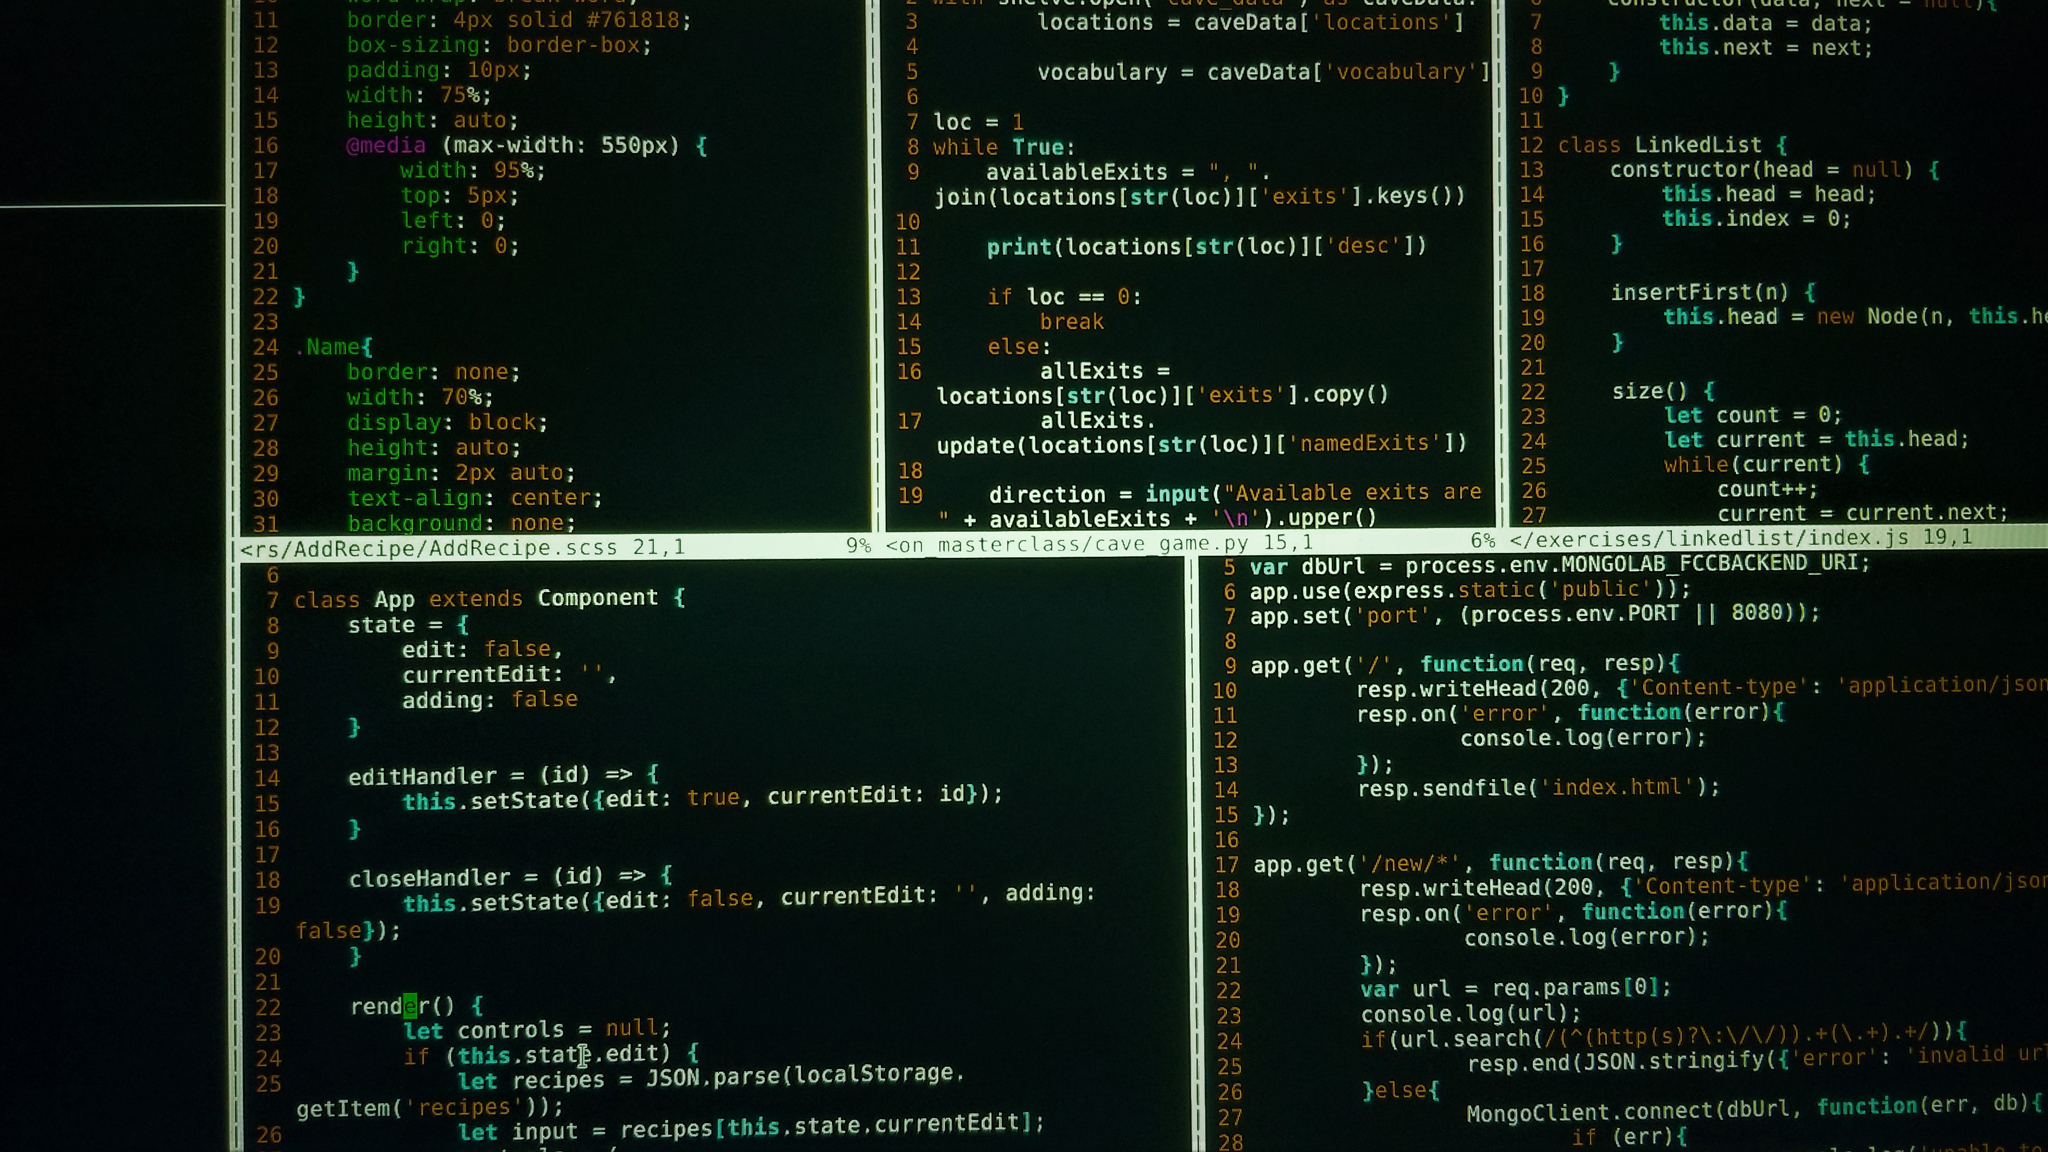 10 word-wrap: break-word;
11 border: 4px solid #761818;
12 box-sizing: border-box;
13 padding: 10px;
14 width: 75%;
15 height: auto;
16 @media (max-width: 550px) {
17 width: 95%;
18 top: 5px;
19 left: 0;
20 right: 0;
21 }
22 }
23
24 .Name{
25 border: none;
26 width: 70%;
27 display: block;
28 height: auto;
29 margin: 2px auto;
30 text-align: center;
31 background: none;
<rs/AddRecipe/AddRecipe.scss 21,1 9%
2 with shelve.open('cave_data') as caveData:
3 locations = caveData['locations']
4
5 vocabulary = caveData['vocabulary']
6
7 loc = 1
8 while True:
9 availableExits = ", ".
join(locations[str(loc)]['exits'].keys())
10
11 print(locations[str(loc)]['desc'])
12
13 if loc == 0:
14 break
15 else:
16 allExits =
locations[str(loc)]['exits'].copy()
17 allExits.
update(locations[str(loc)]['namedExits'])
18
19 direction = input("Available exits are
" + availableExits + '\n').upper()
<on_masterclass/cave_game.py 15,1 6%
6 constructor(data, next = null){
7 this.data = data;
8 this.next = next;
9 }
10 }
11
12 class LinkedList {
13 constructor(head = null) {
14 this.head = head;
15 this.index = 0;
16 }
17
18 insertFirst(n) {
19 this.head = new Node(n, this.he
20 }
21
22 size() {
23 let count = 0;
24 let current = this.head;
25 while(current) {
26 count++;
27 current = current.next;
</exercises/linkedlist/index.js 19,1
6
7 class App extends Component {
8 state = {
9 edit: false,
10 currentEdit: '',
11 adding: false
12 }
13
14 editHandler = (id) => {
15 this.setState({edit: true, currentEdit: id});
16 }
17
18 closeHandler = (id) => {
19 this.setState({edit: false, currentEdit: '', adding:
false});
20 }
21
22 render() {
23 let controls = null;
24 if (this.state.edit) {
25 let recipes = JSON.parse(localStorage.
getItem('recipes'));
26 let input = recipes[this.state.currentEdit];
5 var dbUrl = process.env.MONGOLAB_FCCBACKEND_URI;
6 app.use(express.static('public'));
7 app.set('port', (process.env.PORT || 8080));
8
9 app.get('/', function(req, resp){
10 resp.writeHead(200, {'Content-type': 'application/json
11 resp.on('error', function(error){
12 console.log(error);
13 });
14 resp.sendfile('index.html');
15 });
16
17 app.get('/new/*', function(req, resp){
18 resp.writeHead(200, {'Content-type': 'application/json
19 resp.on('error', function(error){
20 console.log(error);
21 });
22 var url = req.params[0];
23 console.log(url);
24 if(url.search(/(^(http(s)?\:\/\/)).+(\.+).+/)){
25 resp.end(JSON.stringify({'error': 'invalid url
26 }else{
27 MongoClient.connect(dbUrl, function(err, db){
28 if (err){